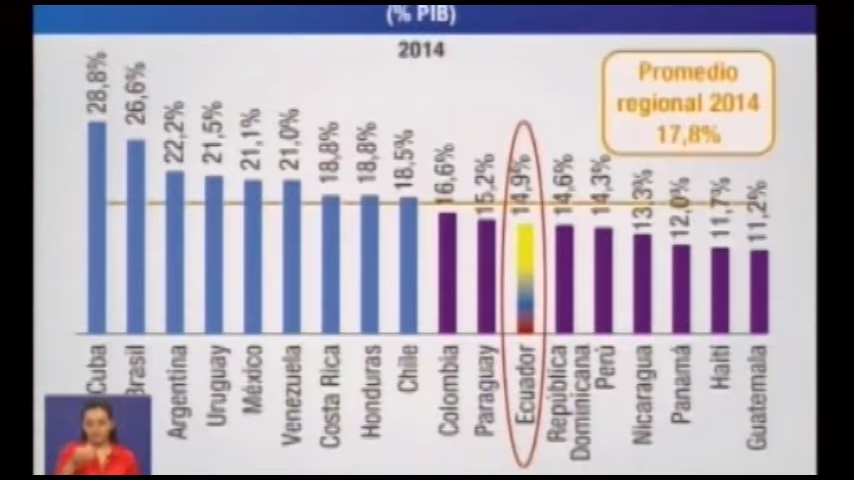 (% PIB)
2014
Promedio
regional 2014
17,8%
28,8%
26,6%
22,2%
21,5%
21,1%
21,0%
18,8%
18,8%
18,5%
16,6%
15,2%
14,9%
14,6%
14,3%
13,3%
12,0%
11,7%
11,2%
Cuba
Brasil
Argentina
Uruguay
México
Venezuela
Costa Rica
Honduras
Chile
Colombia
Paraguay
Ecuador
República
Dominicana
Perú
Nicaragua
Panamá
Haití
Guatemala